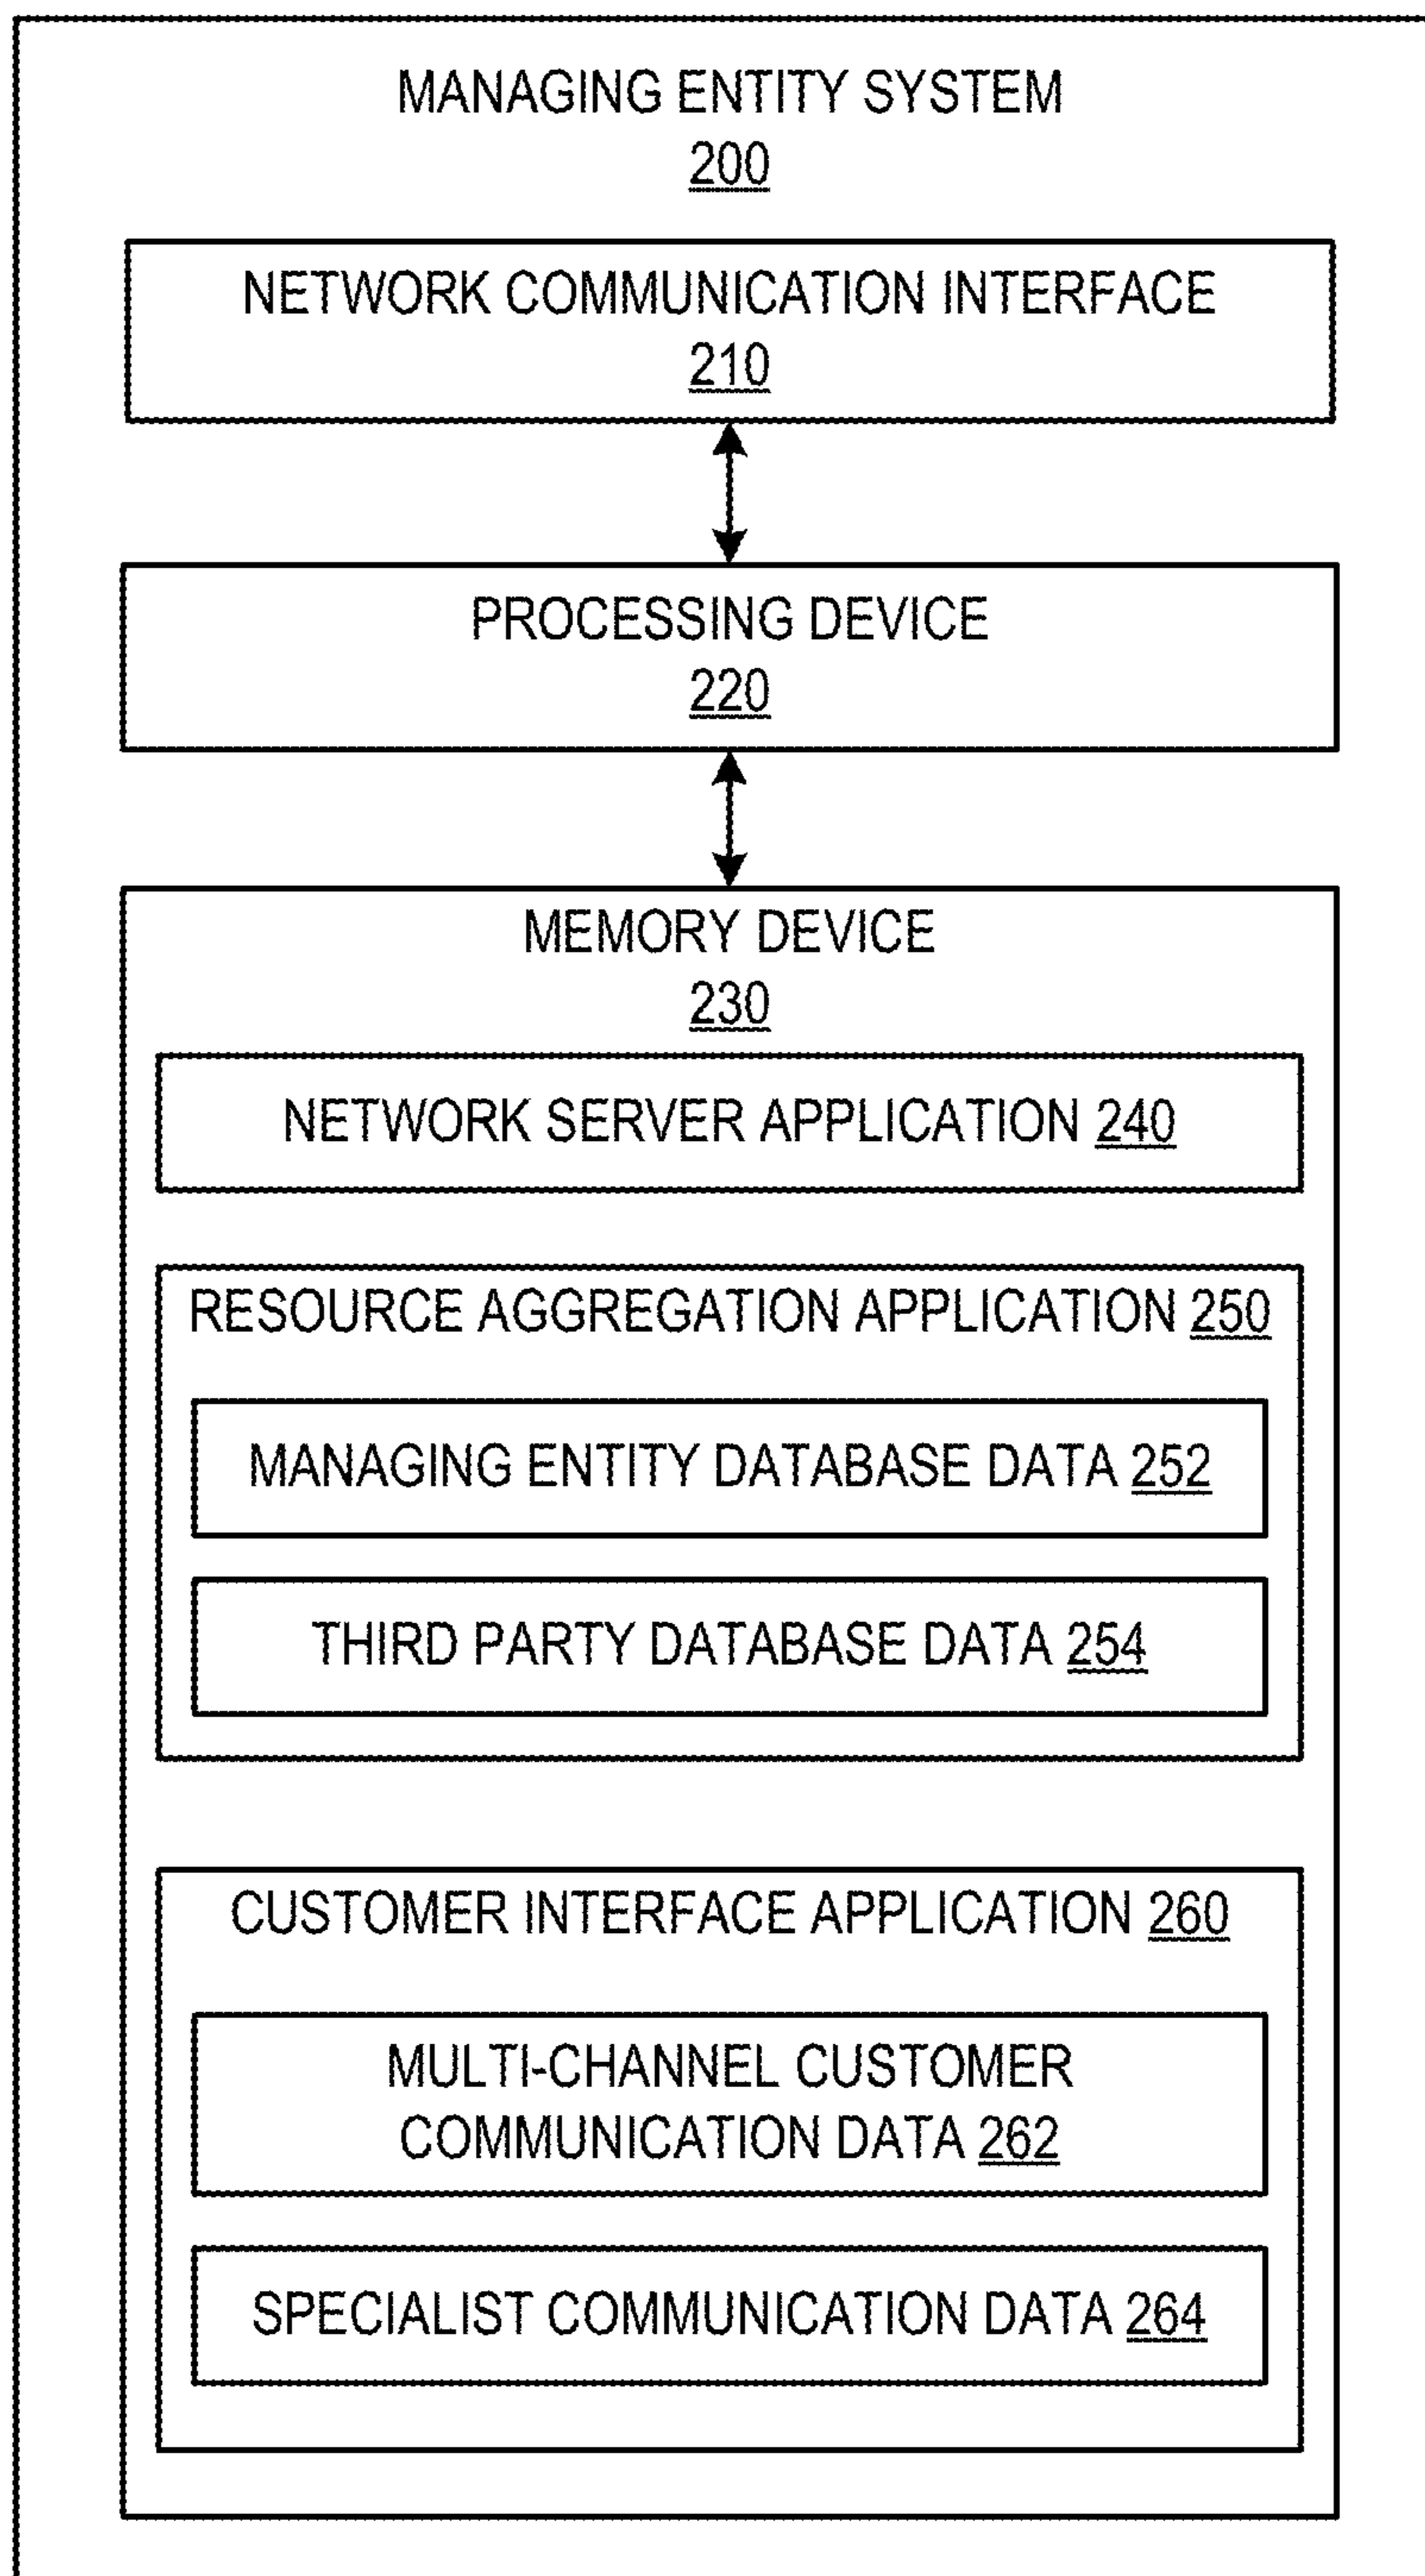 MANAGING ENTITY SYSTEM
200
NETWORK COMMUNICATION INTERFACE
210
PROCESSING DEVICE
220
MEMORY DEVICE
230
NETWORK SERVER APPLICATION 240
RESOURCE AGGREGATION APPLICATION 250
MANAGING ENTITY DATABASE DATA 252
THIRD PARTY DATABASE DATA 254
CUSTOMER INTERFACE APPLICATION 260
MULTI-CHANNEL CUSTOMER
COMMUNICATION DATA 262
SPECIALIST COMMUNICATION DATA 264